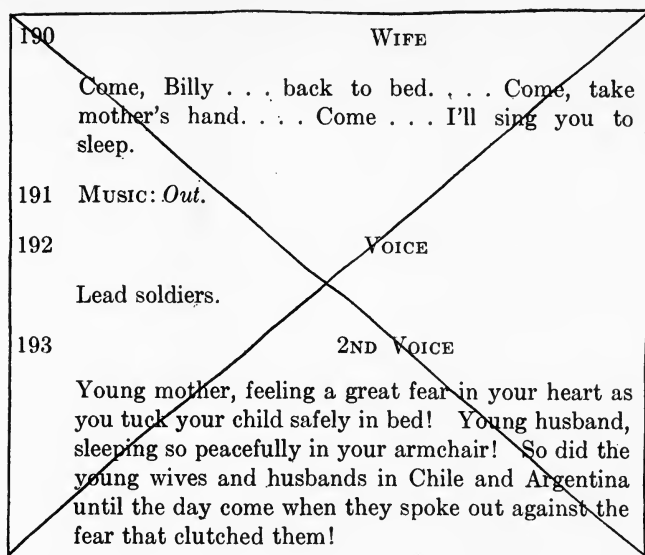 190 WIFE
Come, Billy . . . back to bed. . . . Come, take
mother's hand. . . . Come . . . I'll sing you to
sleep.
191 MUSIC: Out.
192 VOICE
Lead soldiers.
193 2ND VOICE
Young mother, feeling a great fear in your heart as
you tuck your child safely in bed! Young husband,
sleeping so peacefully in your armchair! So did the
young wives and husbands in Chile and Argentina
until the day come when they spoke out against the
fear that clutched them!